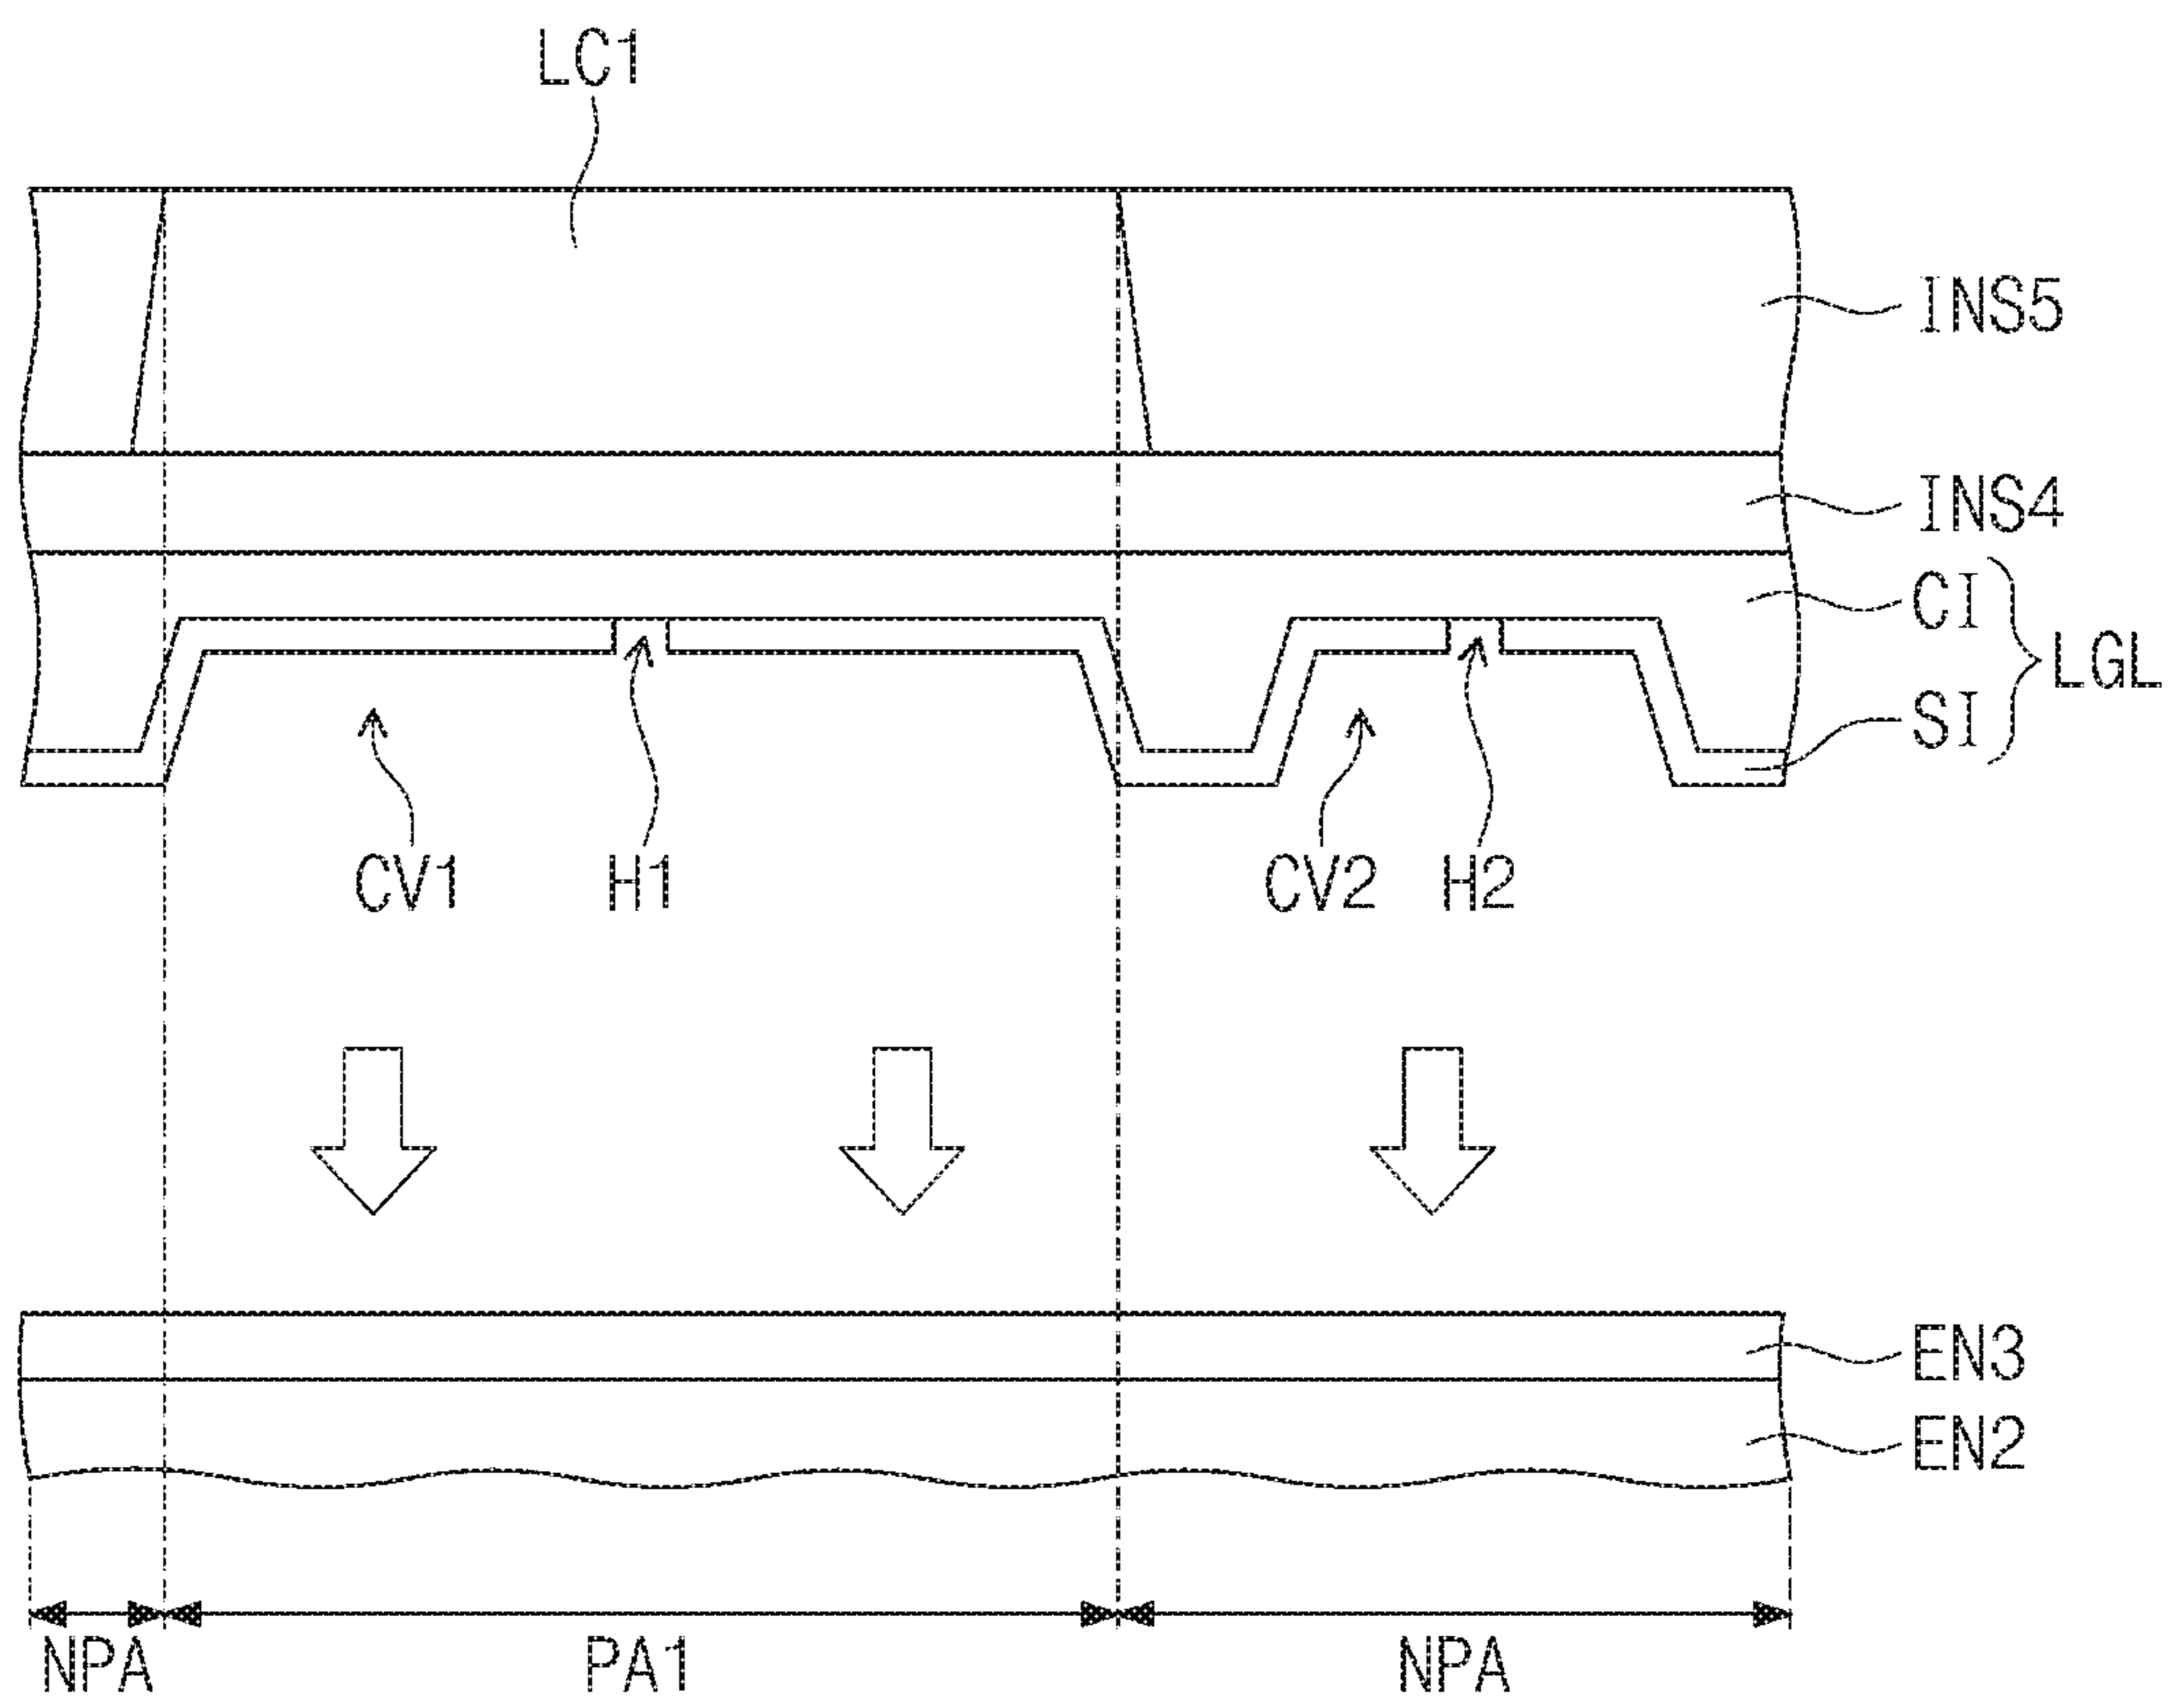 LC1
INS5
INS4
CI
LGL
SI
CV1 H1 CV2 H2
EN3
EN2
NPA PA1 NPA